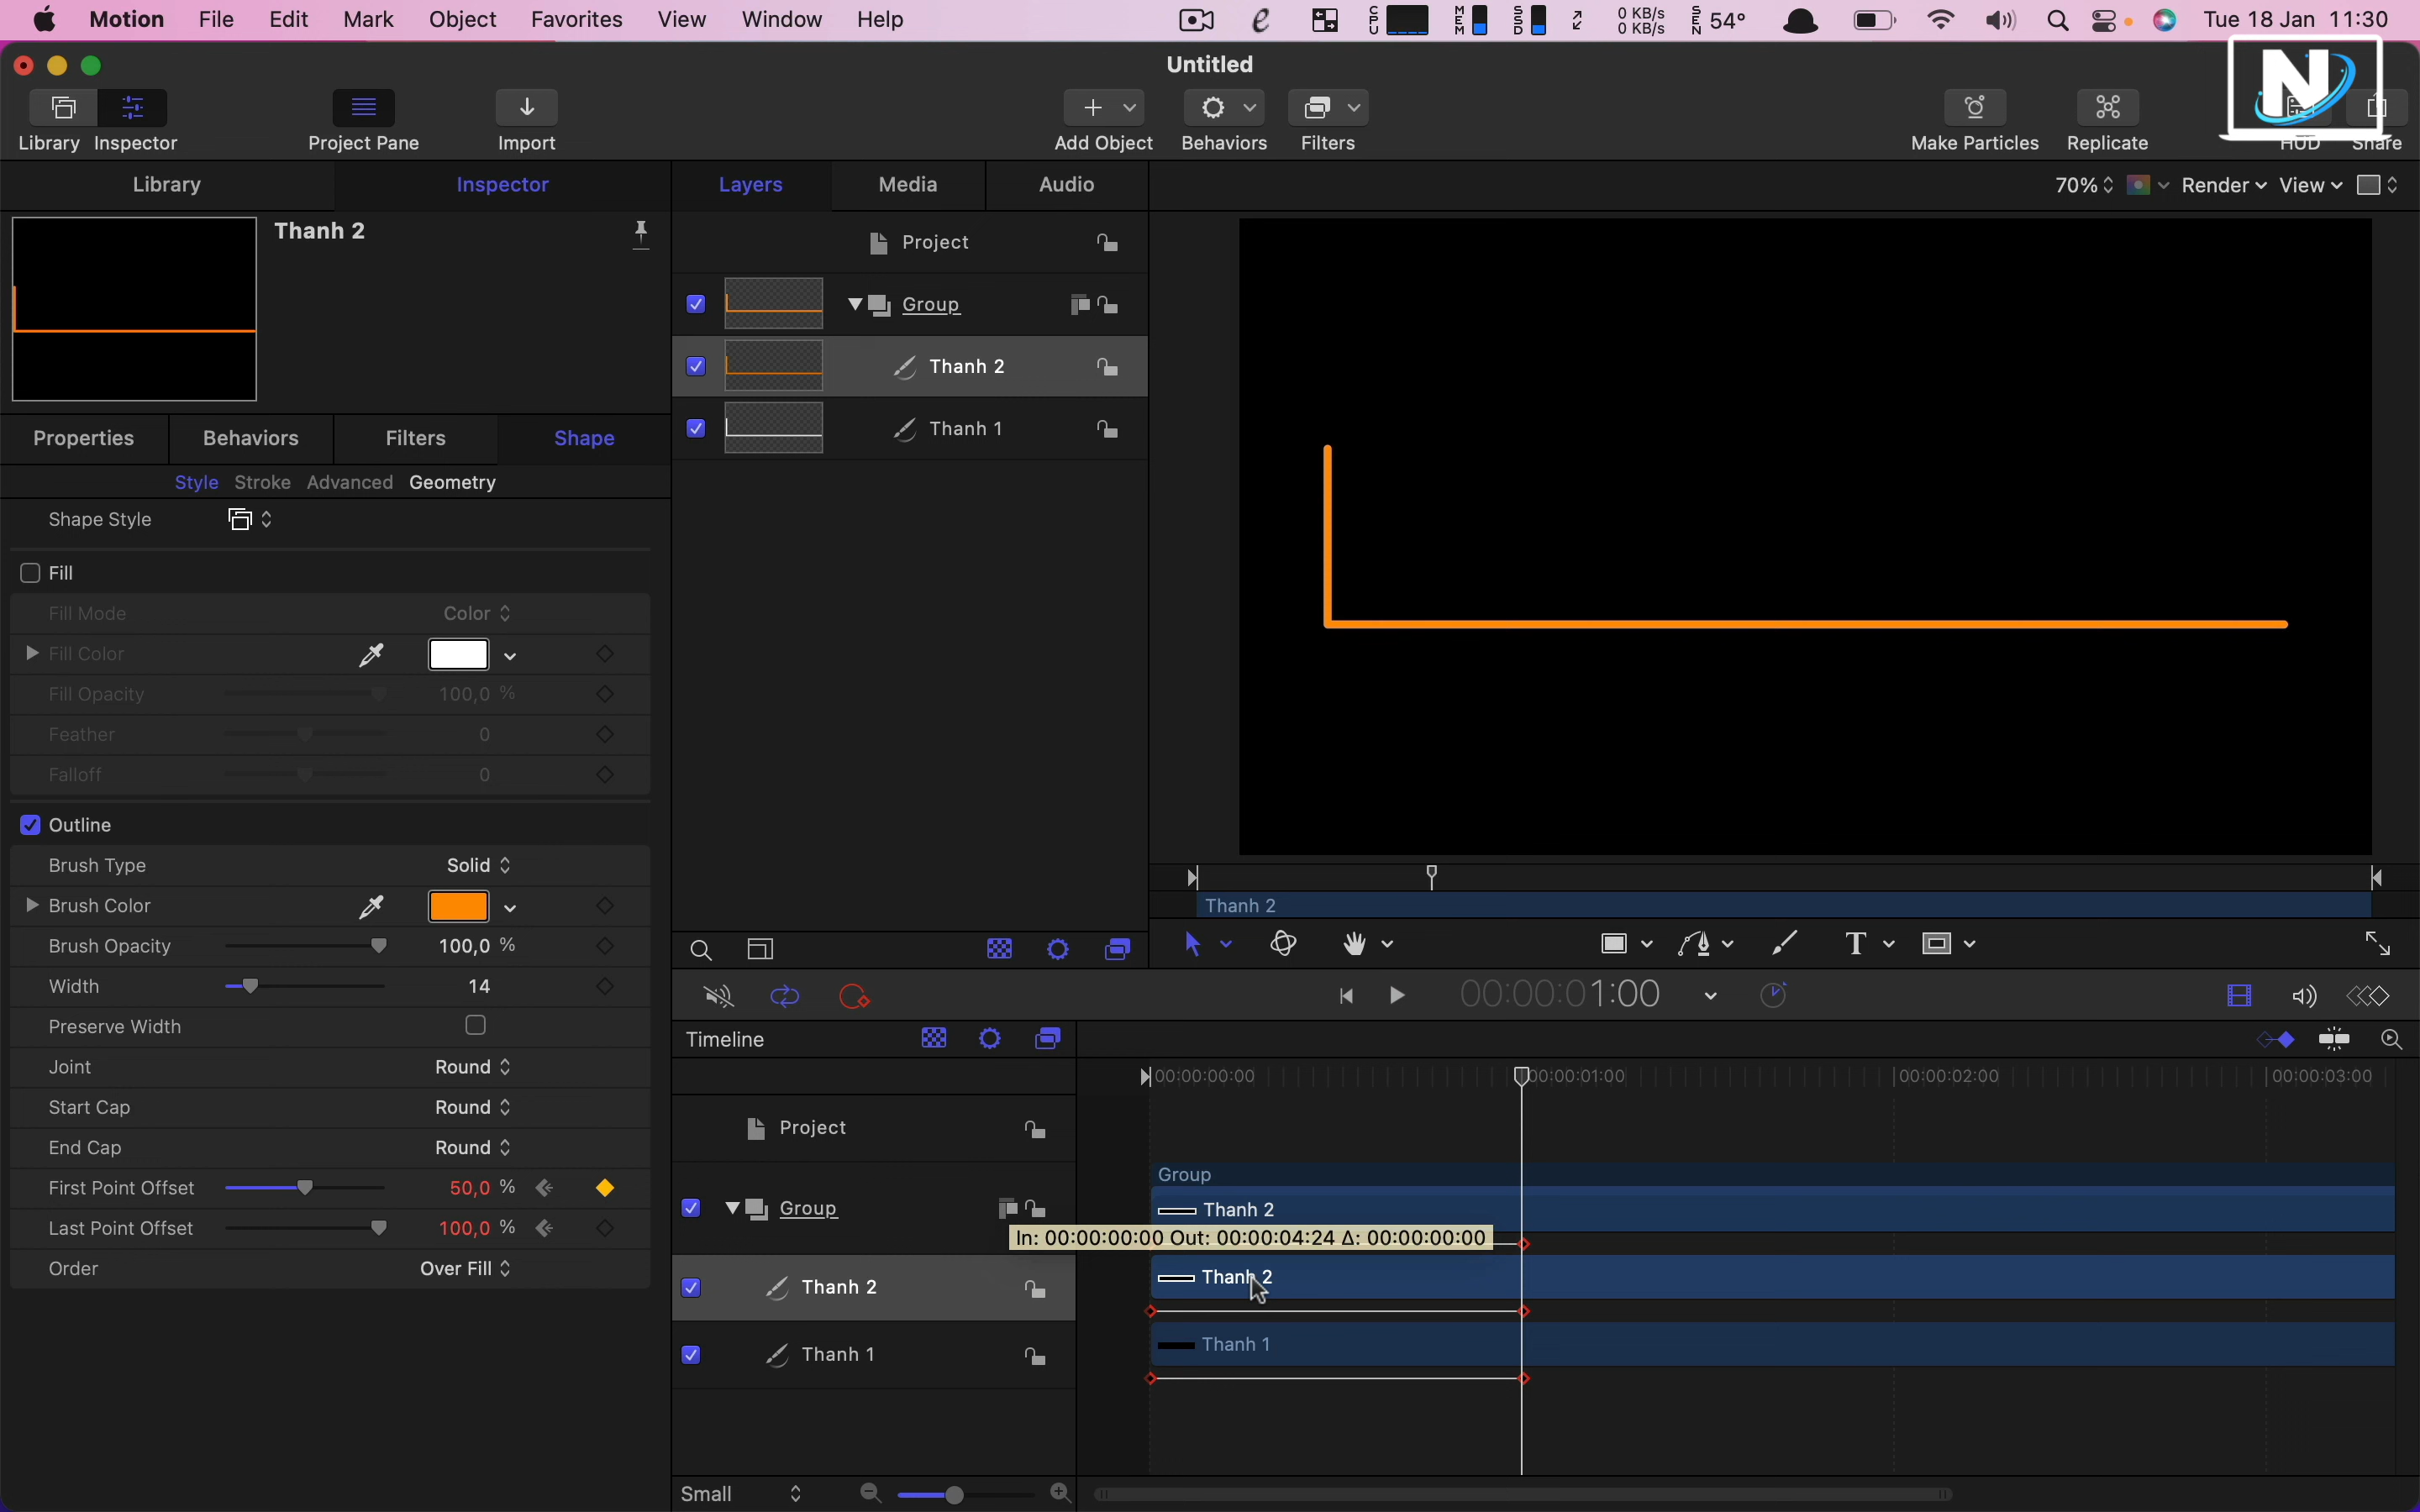 Motion File Edit Mark Object Favorites View Window Help CPU MEM SSD 0 KB/s 0 KB/s SEN 54° Tue 18 Jan 11:30
Untitled
N
Library Inspector Project Pane Import Add Object Behaviors Filters Make Particles Replicate HUD Share
Library Inspector Layers Media Audio 70% Render View
Thanh 2
Project
Group
Thanh 2
Thanh 1
Properties Behaviors Filters Shape
Style Stroke Advanced Geometry
Shape Style
Fill
Fill Mode Color
Fill Color
Fill Opacity 100,0 %
Feather 0
Falloff 0
Outline
Brush Type Solid
Brush Color
Brush Opacity 100,0 %
Width 14
Preserve Width
Joint Round
Start Cap Round
End Cap Round
First Point Offset 50,0 %
Last Point Offset 100,0 %
Order Over Fill
Thanh 2
T
00:00:01:00
Timeline
00:00:00:00 00:00:01:00 00:00:02:00 00:00:03:00
Project
Group
Group Thanh 2
In: 00:00:00:00 Out: 00:00:04:24 Δ: 00:00:00:00
Thanh 2 Thanh 2
Thanh 1 Thanh 1
Small